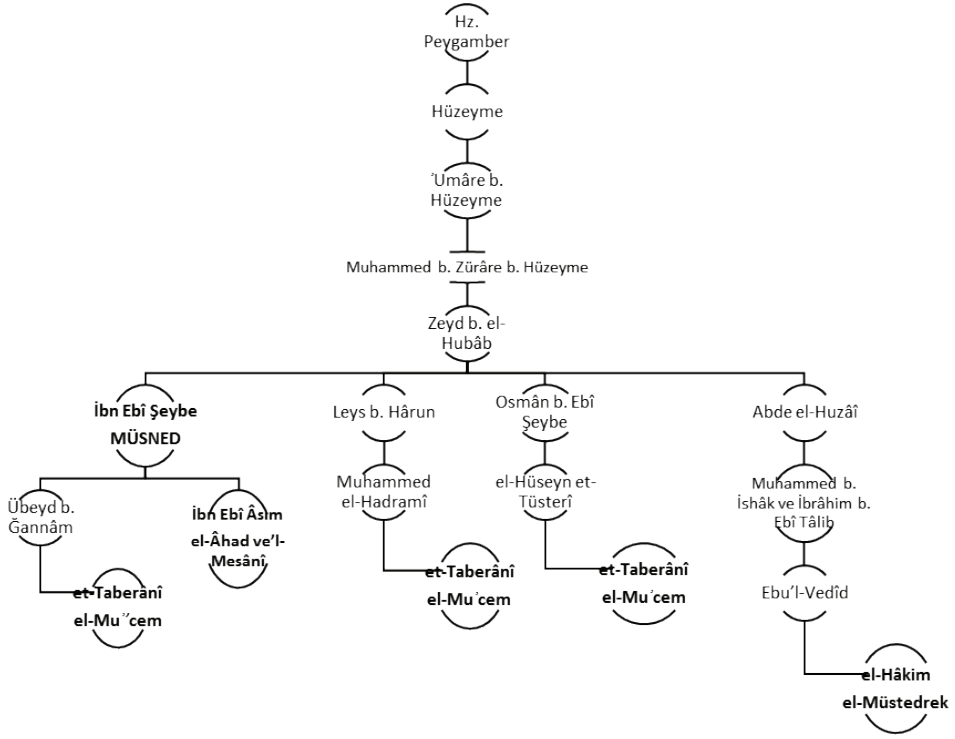 Hz.
Peygamber
Hüzeyme
ʿUmâre b.
Hüzeyme
Muhammed b. Zürâre b. Hüzeyme
Zeyd b. el-
Hubâb
İbn Ebî Şeybe
MÜSNED
Leys b. Hârun
Osmân b. Ebî
Şeybe
Abde el-Huzâî
Übeyd b.
Ğannâm
İbn Ebî Âsım
el-Âhad ve’l-
Mesânî
Muhammed
el-Hadramî
el-Hüseyn et-
Tüsterî
Muhammed b.
İshâk ve İbrâhim b.
Ebî Tâlib
et-Taberânî
el-Muʿcem
et-Taberânî
el-Muʿcem
et-Taberânî
el-Muʿcem
Ebu’l-Vedîd
el-Hâkim
el-Müstedrek